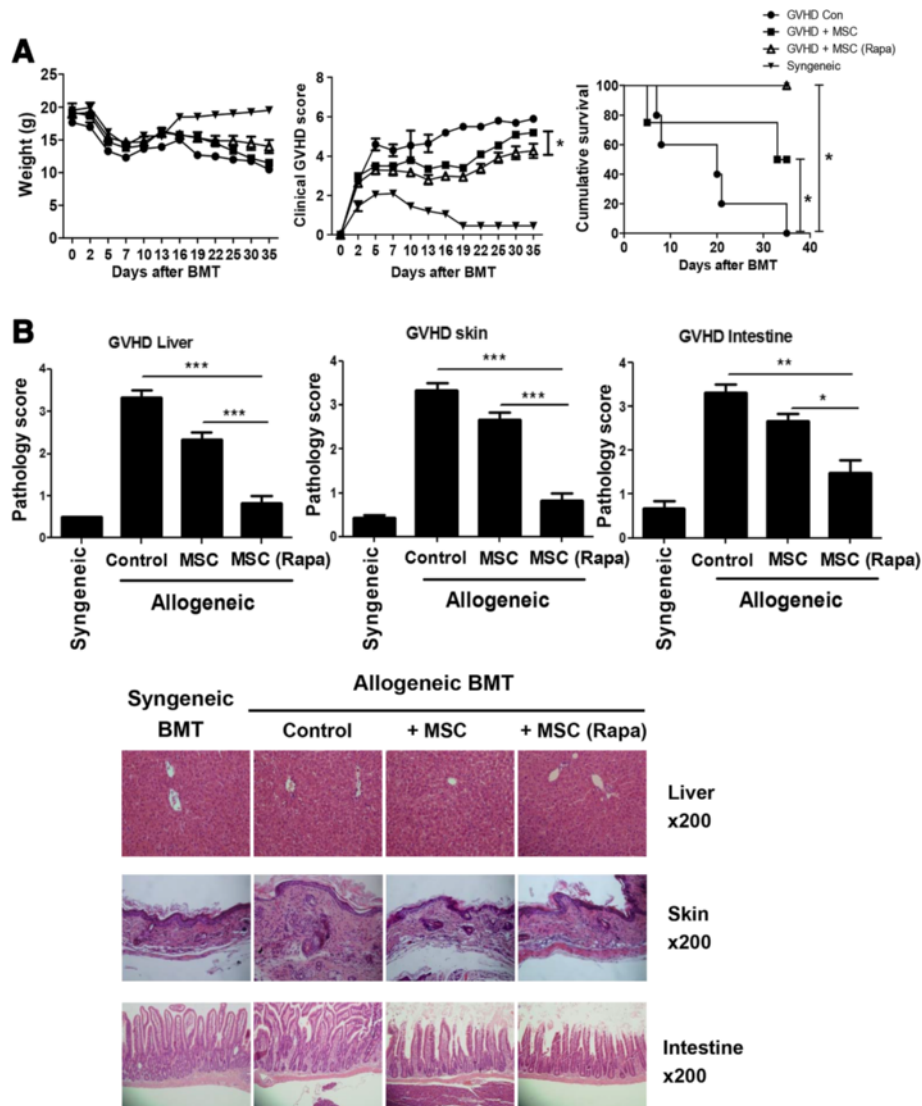 GVHD Con
GVHD + MSC
GVHD + MSC (Rapa)
Syngeneic
A
Weight (g)
25
20
15
10
5
0
0 2 5 7 10 13 16 19 22 25 30 35
Days after BMT
Clinical GVHD score
8
6
4
2
0
*
0 2 5 7 10 13 16 19 22 25 30 35
Days after BMT
Cumulative survival
100
80
60
40
20
0
* *
0 10 20 30 40
Days after BMT
B
GVHD Liver
Pathology score
4
3
2
1
0
***
***
Syngeneic
Control MSC MSC (Rapa)
Allogeneic
GVHD skin
Pathology score
4
3
2
1
0
***
***
Syngeneic
Control MSC MSC (Rapa)
Allogeneic
GVHD Intestine
Pathology score
4
3
2
1
0
**
*
Syngeneic
Control MSC MSC (Rapa)
Allogeneic
Syngeneic
BMT
Allogeneic BMT
Control + MSC + MSC (Rapa)
Liver
x200
Skin
x200
Intestine
x200